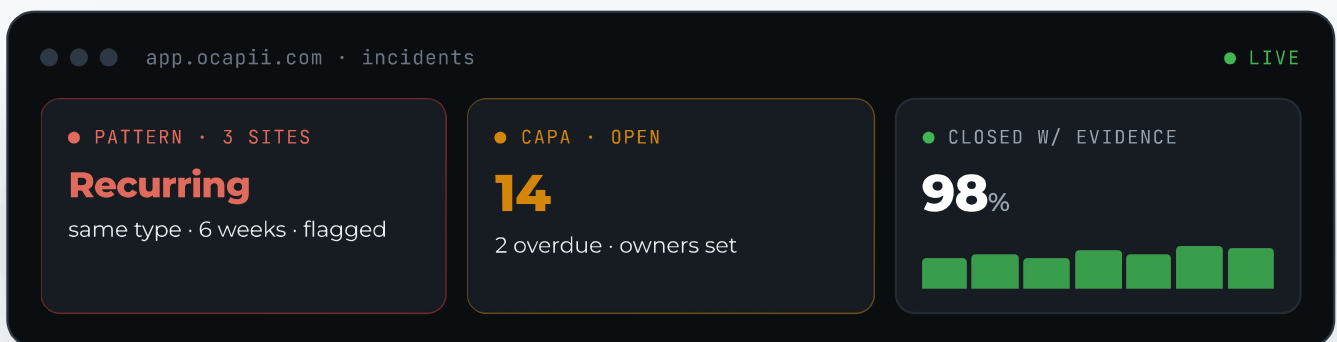 app.ocapii.com · incidents
LIVE
PATTERN · 3 SITES
Recurring
same type · 6 weeks · flagged
CAPA · OPEN
14
2 overdue · owners set
CLOSED W/ EVIDENCE
98%